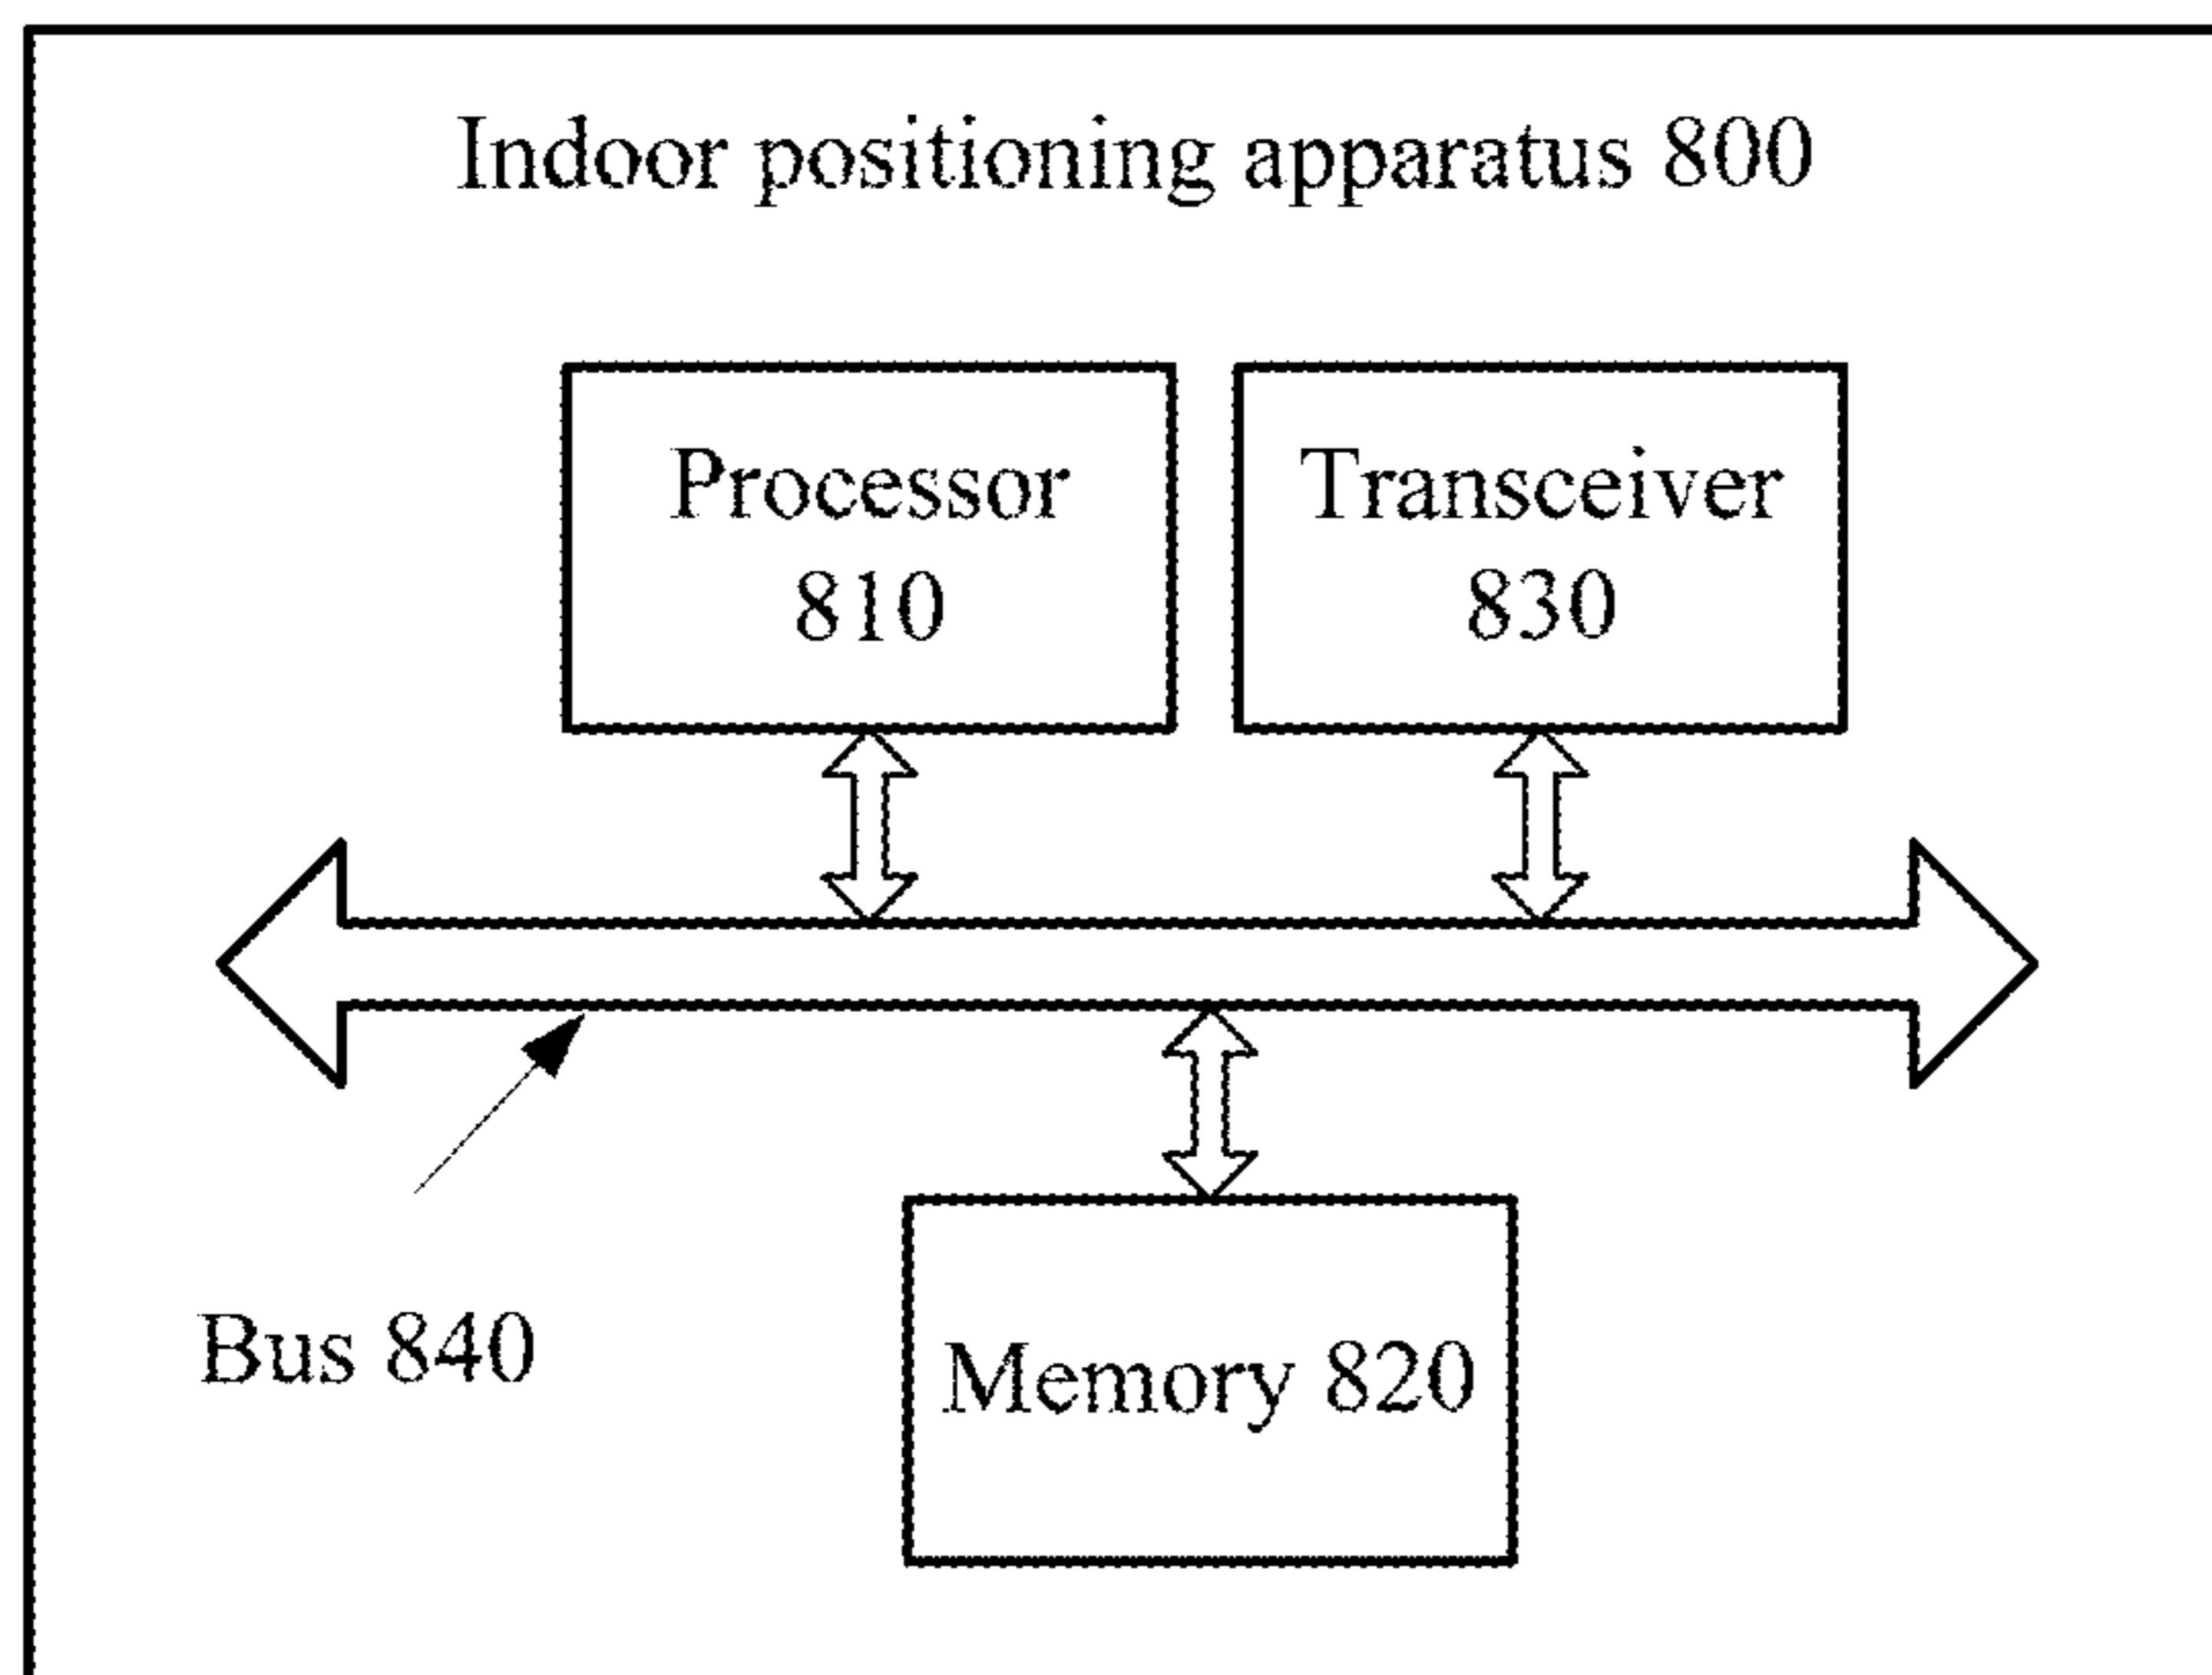 Indoor positioning apparatus 800
Processor
810
Transceiver
830
Bus 840
Memory 820